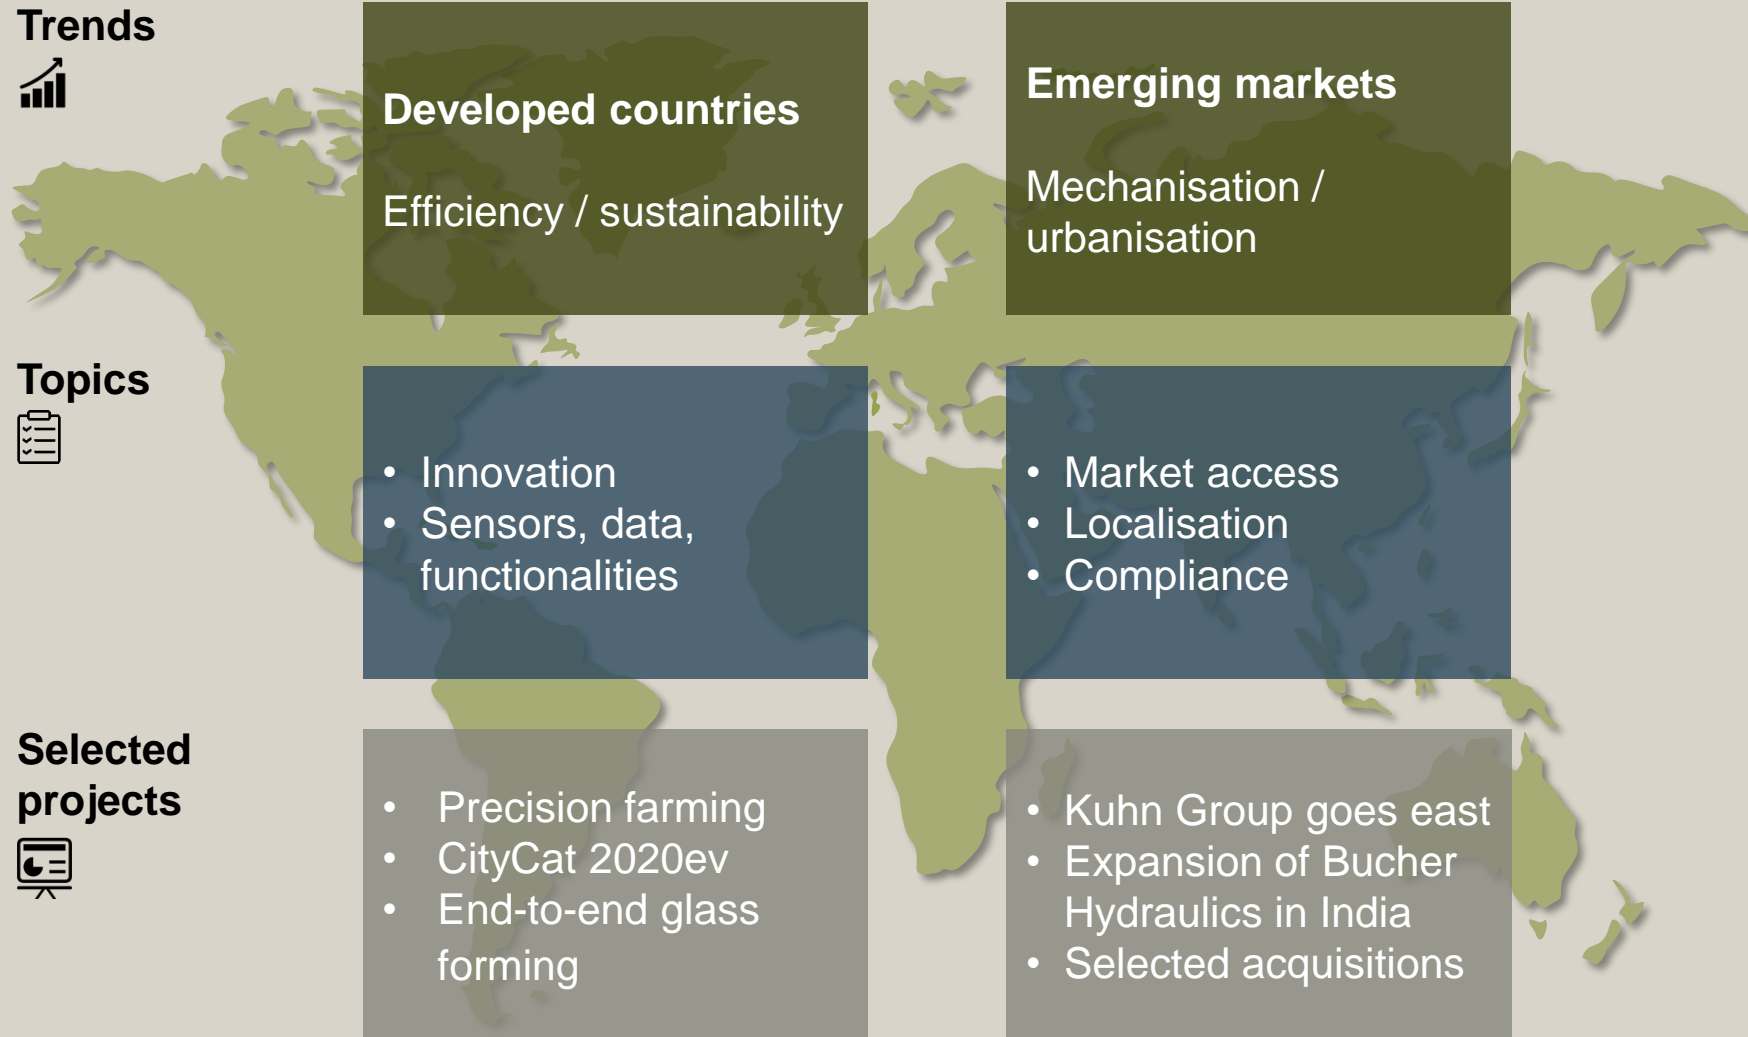 Trends
Developed countries
Efficiency / sustainability
Emerging markets
Mechanisation /
urbanisation
Topics
• Innovation
• Sensors, data,
functionalities
• Market access
• Localisation
• Compliance
Selected
projects
• Precision farming
• CityCat 2020ev
• End-to-end glass
forming
• Kuhn Group goes east
• Expansion of Bucher
Hydraulics in India
• Selected acquisitions